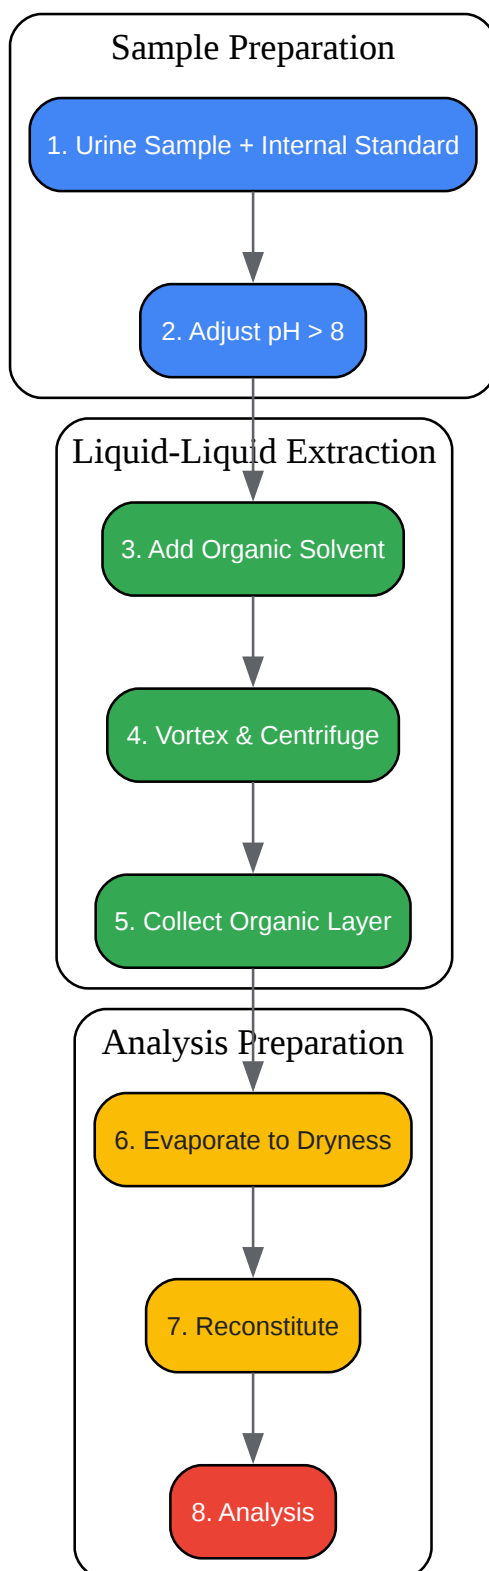 Sample Preparation
1. Urine Sample + Internal Standard
2. Adjust pH > 8
Liquid-Liquid Extraction
3. Add Organic Solvent
4. Vortex & Centrifuge
5. Collect Organic Layer
Analysis Preparation
6. Evaporate to Dryness
7. Reconstitute
8. Analysis